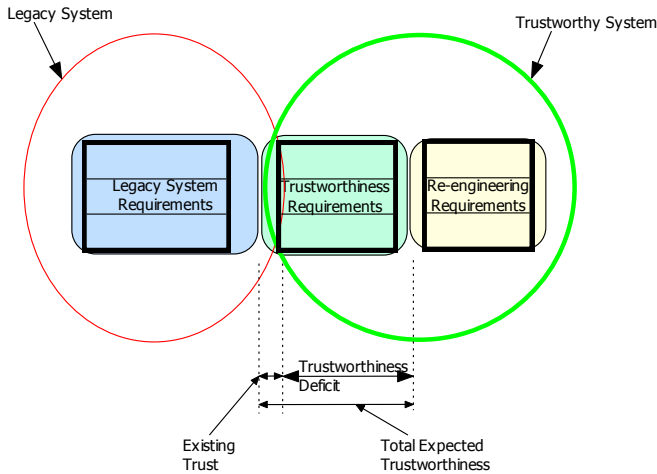 Legacy System
Trustworthy System
Legacy System
Requirements
Trustworthiness
Requirements
Re-engineering
Requirements
Trustworthiness
Deficit
Existing
Trust
Total Expected
Trustworthiness